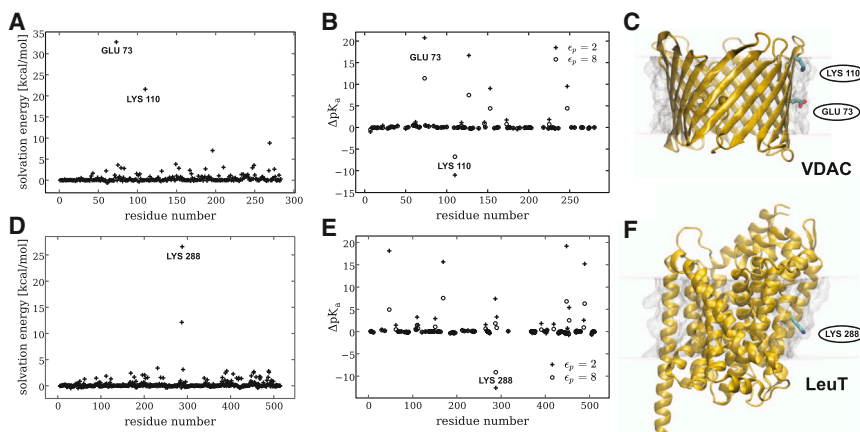 A
solvation energy [kcal/mol]
35
30
25
20
15
10
5
0
GLU 73
LYS 110
0 50 100 150 200 250 300
residue number
B
ΔpKa
20
15
10
5
0
−5
−10
−15
GLU 73
LYS 110
+ ϵp = 2
o ϵp = 8
0 50 100 150 200 250
residue number
C
LYS 110
GLU 73
VDAC
D
solvation energy [kcal/mol]
25
20
15
10
5
0
LYS 288
0 100 200 300 400 500
residue number
E
ΔpKa
20
15
10
5
0
−5
−10
LYS 288
+ ϵp = 2
o ϵp = 8
0 100 200 300 400 500
residue number
F
LYS 288
LeuT